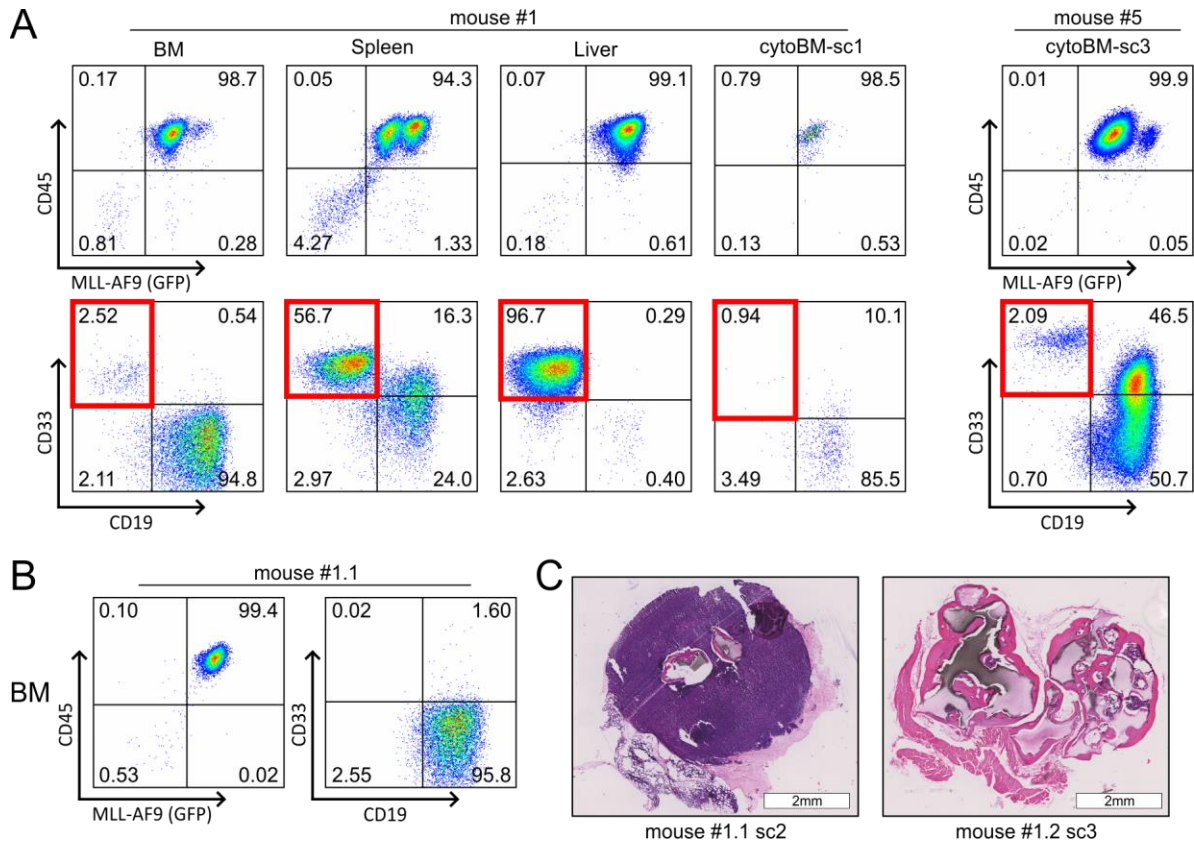 A
mouse #1
mouse #5
BM
Spleen
Liver
cytoBM-sc1
cytoBM-sc3
0.17
98.7
0.05
94.3
0.07
99.1
0.79
98.5
0.01
99.9
CD45
CD45
0.81
0.28
4.27
1.33
0.18
0.61
0.13
0.53
0.02
0.05
MLL-AF9 (GFP)
MLL-AF9 (GFP)
2.52
0.54
56.7
16.3
96.7
0.29
0.94
10.1
2.09
46.5
CD33
CD33
2.11
94.8
2.97
24.0
2.63
0.40
3.49
85.5
0.70
50.7
CD19
CD19
B
mouse #1.1
0.10
99.4
0.02
1.60
BM
CD45
CD33
0.53
0.02
2.55
95.8
MLL-AF9 (GFP)
CD19
C
2mm
2mm
mouse #1.1 sc2
mouse #1.2 sc3